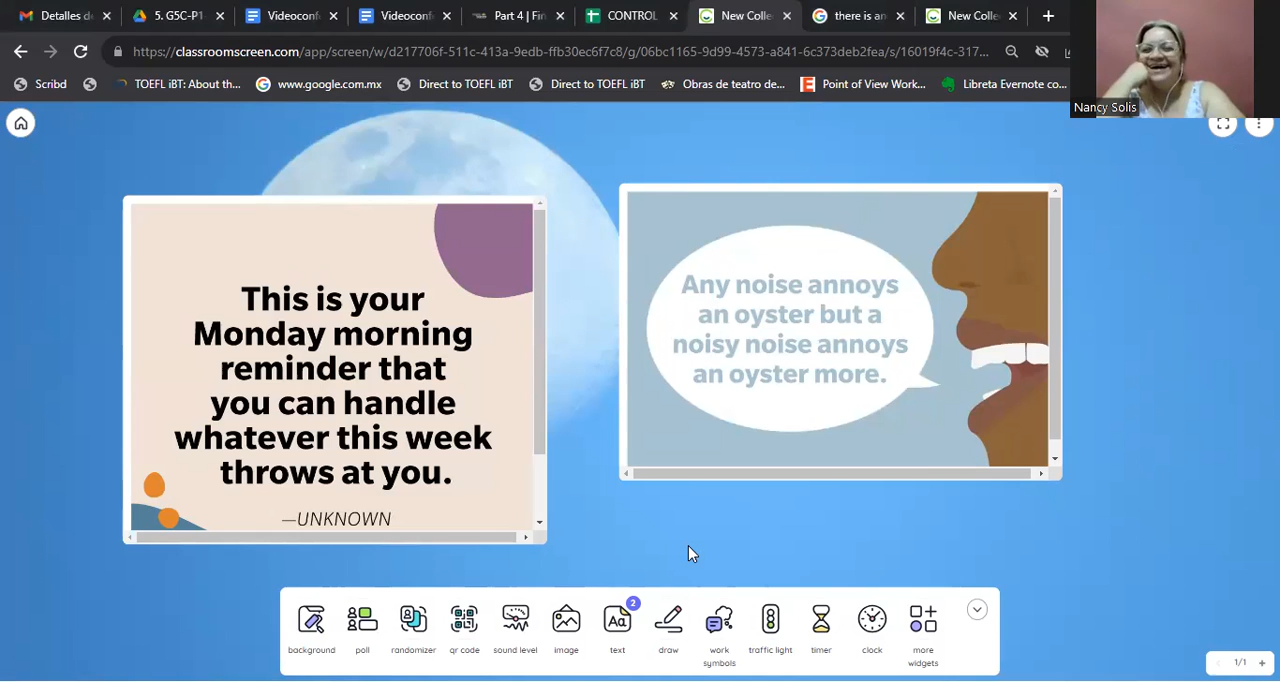 Detalles de
5. G5C-P1
Videoconf
Videoconf
Part 4 | Fin
CONTROL
New Colle
there is an
New Colle
https://classroomscreen.com/app/screen/w/d217706f-511c-413a-9edb-ffb30ec6f7c8/g/06bc1165-9d99-4573-a841-6c373deb2fea/s/16019f4c-317...
Scribd
TOEFL iBT: About th...
www.google.com.mx
Direct to TOEFL iBT
Direct to TOEFL iBT
Obras de teatro de...
Point of View Work...
Libreta Evernote co...
Nancy Solis
This is your
Monday morning
reminder that
you can handle
whatever this week
throws at you.
—UNKNOWN
Any noise annoys
an oyster but a
noisy noise annoys
an oyster more.
2
background
poll
randomizer
qr code
sound level
image
text
draw
work
symbols
traffic light
timer
clock
more
widgets
1/1